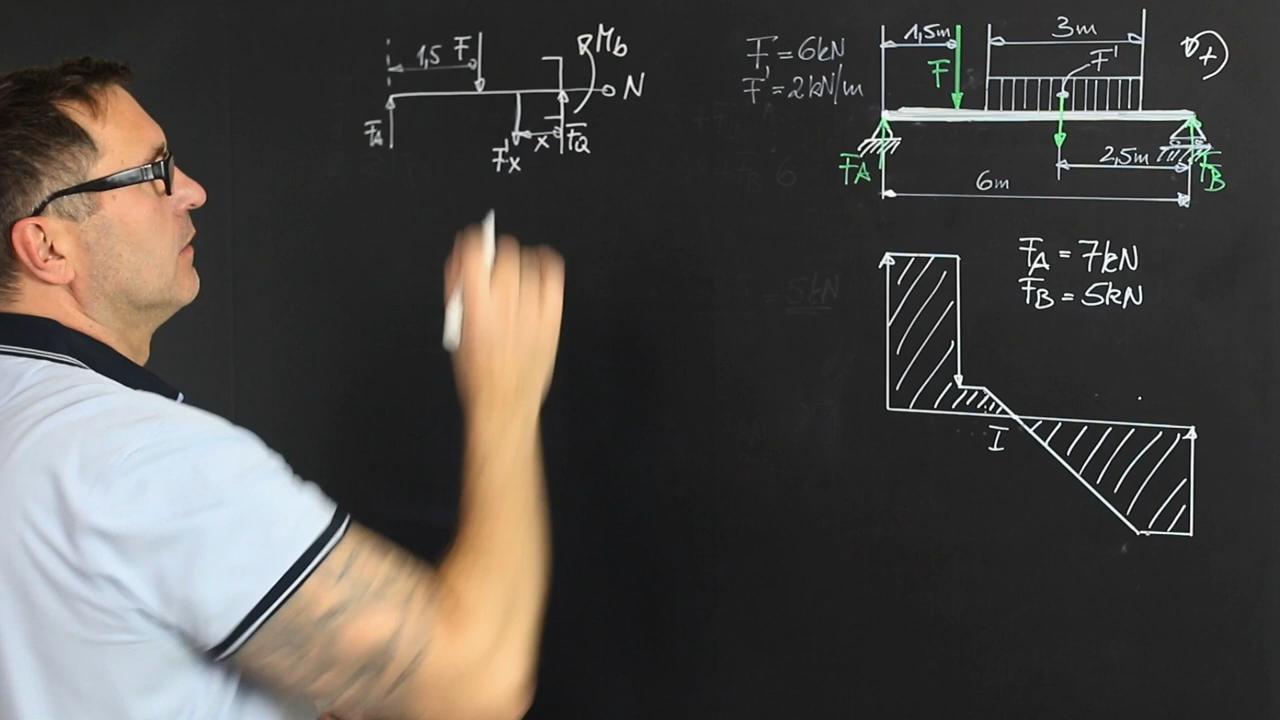 1,5 F
Mb
N
FA
F'x
x
FQ
F = 6kN
F' = 2kN/m
1,5m
3m
F'
+
F
2,5m
FA
6m
FB
FA = 7kN
FB = 5kN
= 5kN
I